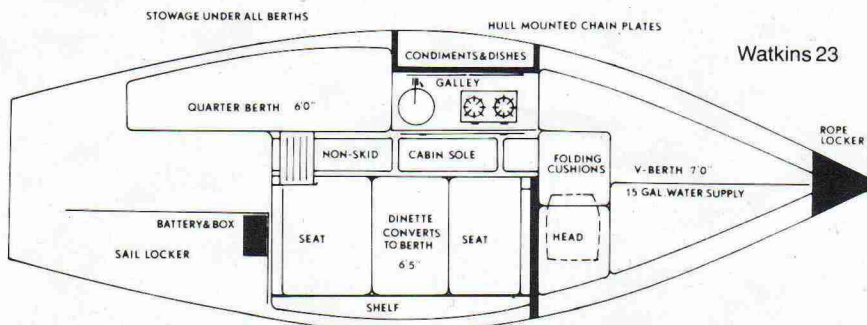 STOWAGE UNDER ALL BERTHS
HULL MOUNTED CHAIN PLATES
Watkins 23
CONDIMENTS & DISHES
GALLEY
QUARTER BERTH 6'0"
ROPE
LOCKER
NON-SKID
CABIN SOLE
FOLDING
CUSHIONS
V-BERTH 7'0"
15 GAL. WATER SUPPLY
BATTERY & BOX
SAIL LOCKER
SEAT
DINETTE
CONVERTS
TO BERTH
6'5"
SEAT
HEAD
SHELF